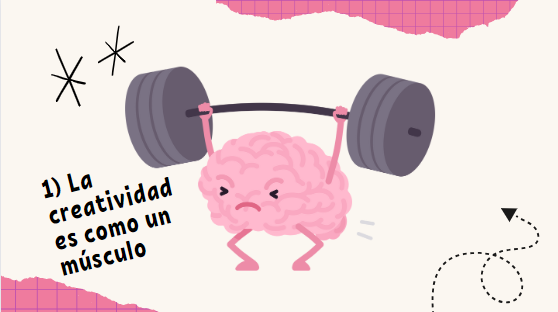 1) La
creatividad
es como un
músculo